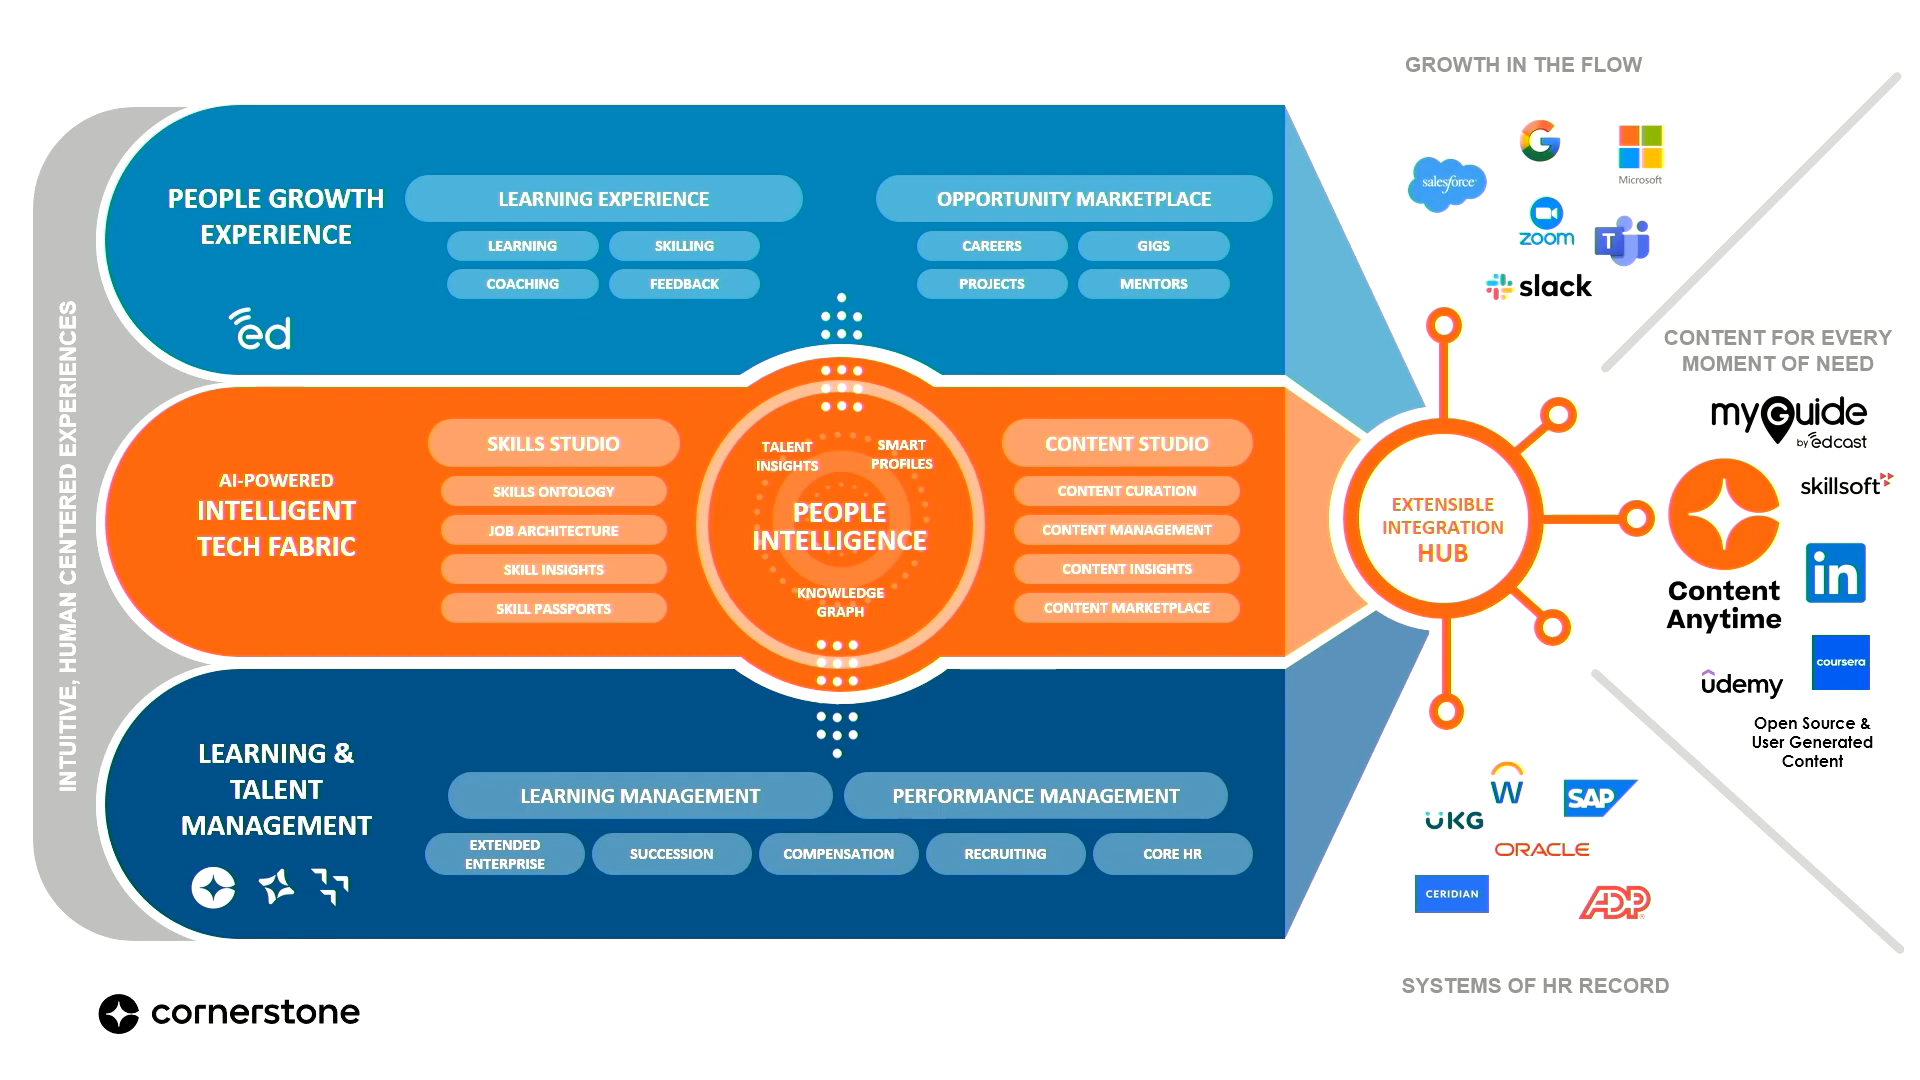 GROWTH IN THE FLOW
INTUITIVE, HUMAN CENTERED EXPERIENCES
PEOPLE GROWTH
EXPERIENCE
ed
LEARNING EXPERIENCE
LEARNING
SKILLING
COACHING
FEEDBACK
OPPORTUNITY MARKETPLACE
CAREERS
GIGS
PROJECTS
MENTORS
AI-POWERED
INTELLIGENT
TECH FABRIC
SKILLS STUDIO
SKILLS ONTOLOGY
JOB ARCHITECTURE
SKILL INSIGHTS
SKILL PASSPORTS
TALENT
INSIGHTS
SMART
PROFILES
PEOPLE
INTELLIGENCE
KNOWLEDGE
GRAPH
CONTENT STUDIO
CONTENT CURATION
CONTENT MANAGEMENT
CONTENT INSIGHTS
CONTENT MARKETPLACE
LEARNING &
TALENT
MANAGEMENT
LEARNING MANAGEMENT
PERFORMANCE MANAGEMENT
EXTENDED
ENTERPRISE
SUCCESSION
COMPENSATION
RECRUITING
CORE HR
EXTENSIBLE
INTEGRATION
HUB
G
Microsoft
salesforce
zoom
T
slack
CONTENT FOR EVERY
MOMENT OF NEED
myGuide
by edcast
skillsoft
Content
Anytime
in
coursera
udemy
Open Source &
User Generated
Content
W
SAP
UKG
ORACLE
CERIDIAN
ADP
SYSTEMS OF HR RECORD
cornerstone